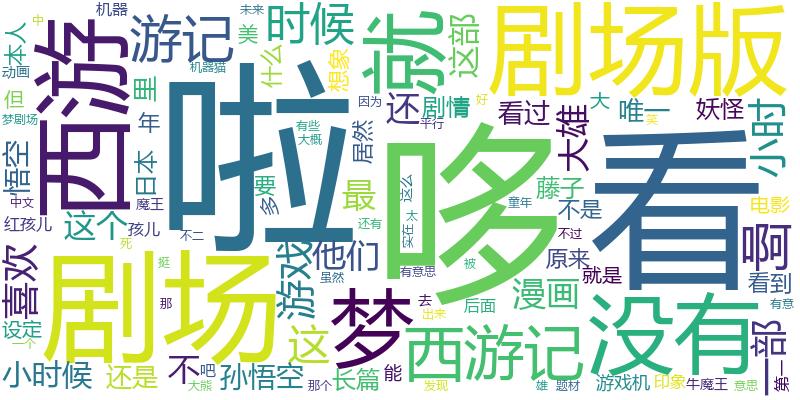 中
本人
动画
但
梦剧场
西游
机器
游记
美
里
机器猫
年
日本
时候
未来
什么
想象
因为
还
就
剧情
这部
剧场版
好
看过
平行
唯一
笑
大
妖怪
小时
悟空
中文
红孩儿
这个
魔王
孩儿
死
不二
啦
有些
大概
居然
要
多
最
哆
这么
实在
太
还有
有意思
童年
藤子
不是
不过
大雄
原来
就是
看
电影
啊
看到
有意
喜欢
设定
一个
剧场
挺
那
游戏
他们
虽然
梦
去
出来
后面
被
漫画
没有
一部
第一
小时候
还是
不
吧
大熊
孙悟空
这
那个
长篇
能
西游记
发现
雄
题材
游戏机
印象
牛魔王
意思